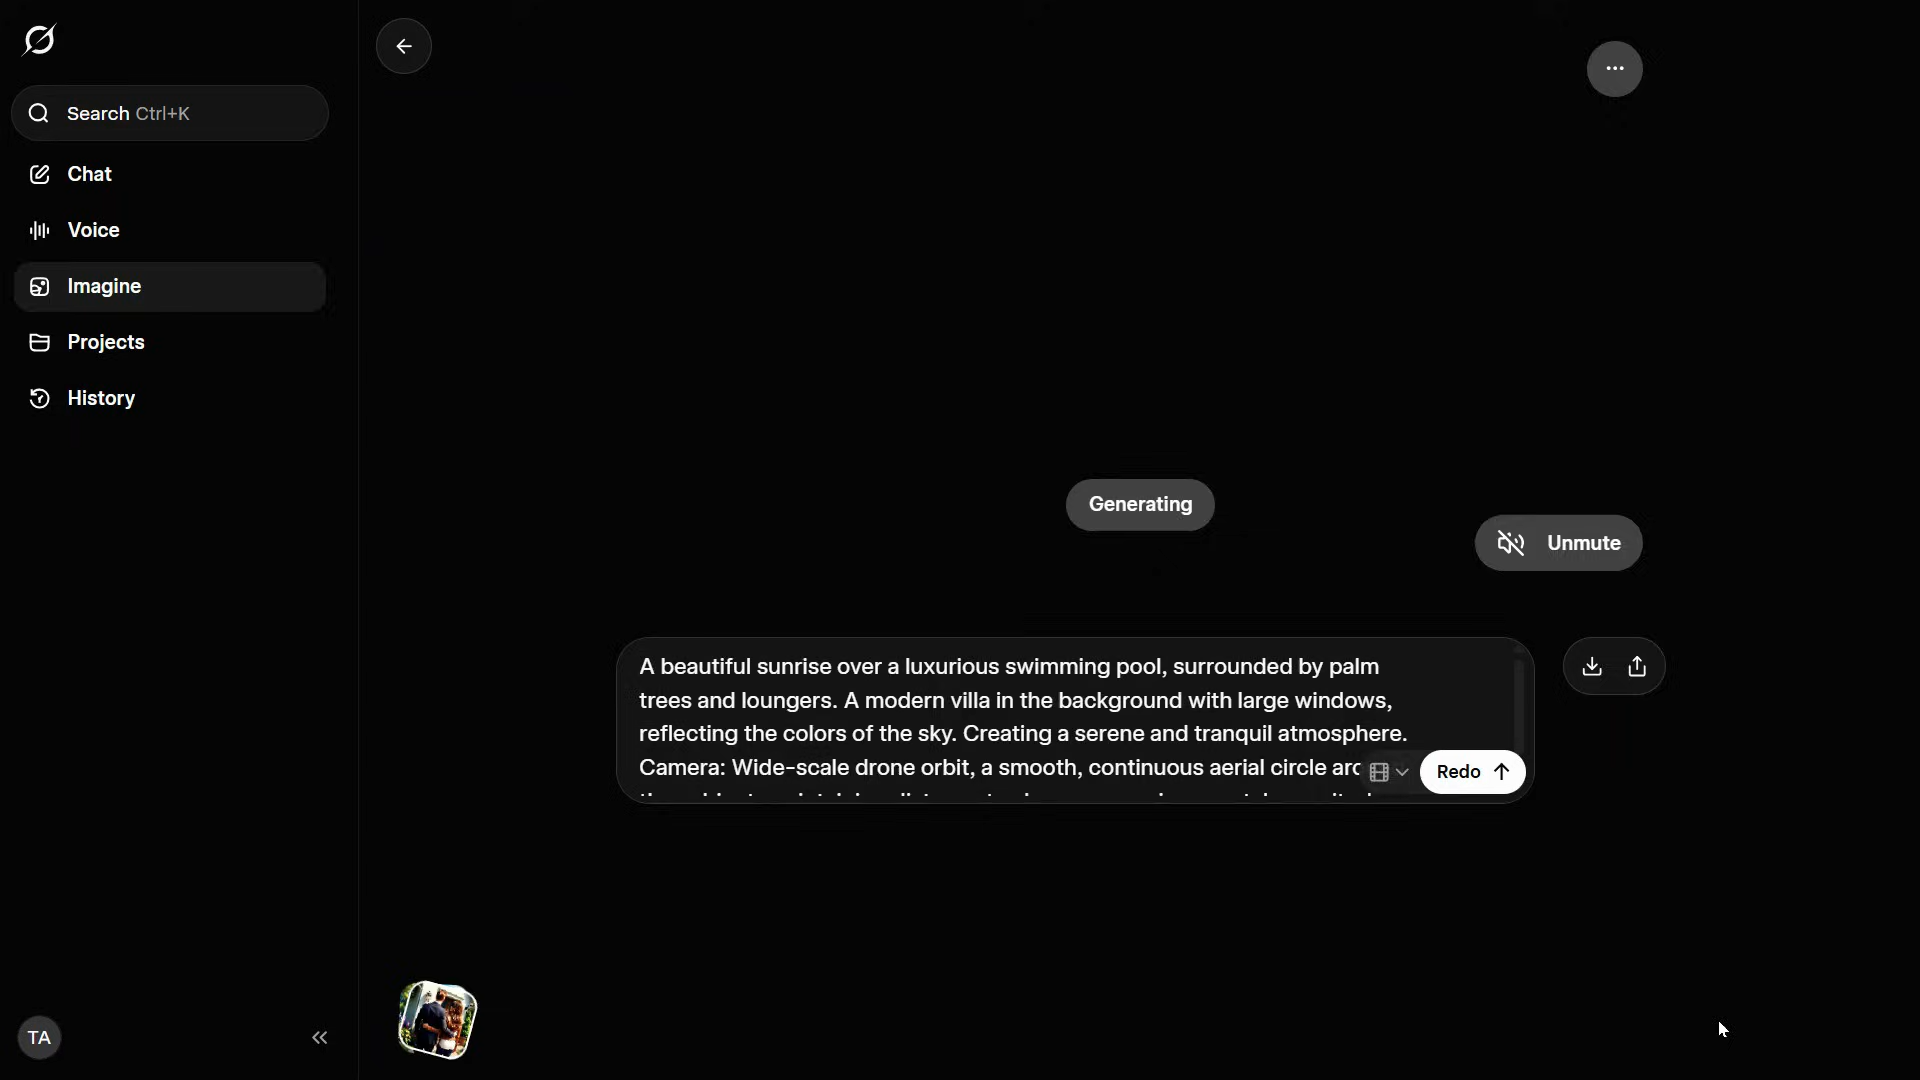 Search Ctrl+K
Chat
Voice
Imagine
Projects
History
Generating
Unmute
A beautiful sunrise over a luxurious swimming pool, surrounded by palm
trees and loungers. A modern villa in the background with large windows,
reflecting the colors of the sky. Creating a serene and tranquil atmosphere.
Camera: Wide-scale drone orbit, a smooth, continuous aerial circle
Redo
TA